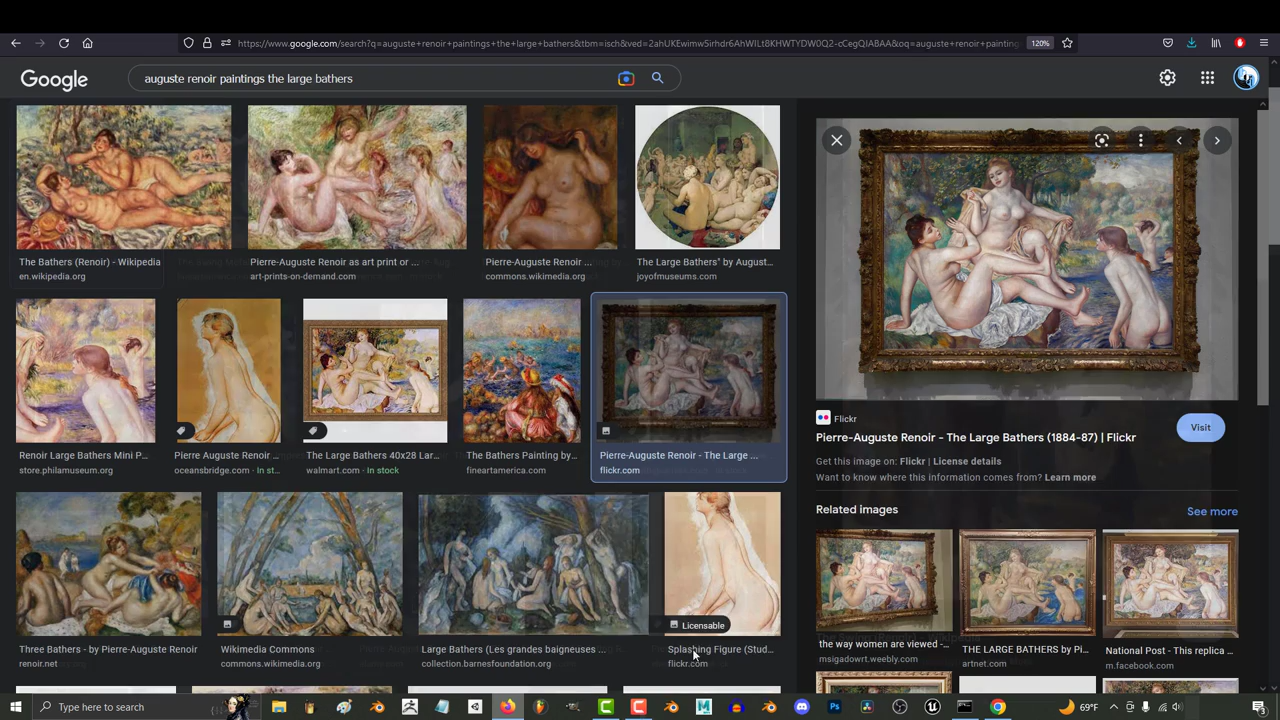 https://www.google.com/search?q=auguste+renoir+paintings+the+large+bathers&tbm=isch&ved=2ahUKEwimwSirhdr6AhWILt8KHWTYDW0Q2-cCegQIABAA&oq=auguste+renoir+painting
120%
Google
auguste renoir paintings the large bathers
The Bathers (Renoir) - Wikipedia
en.wikipedia.org
Pierre-Auguste Renoir as art print or ...
art-prints-on-demand.com
Pierre-Auguste Renoir ...
commons.wikimedia.org
The Large Bathers" by August...
joyofmuseums.com
Renoir Large Bathers Mini P...
store.philamuseum.org
Pierre Auguste Renoir ...
oceansbridge.com · In st...
The Large Bathers 40x28 Lar...
walmart.com · In stock
The Bathers Painting by...
fineartamerica.com
Pierre-Auguste Renoir - The Large ...
flickr.com
Three Bathers - by Pierre-Auguste Renoir
renoir.net
Wikimedia Commons
commons.wikimedia.org
Large Bathers (Les grandes baigneuses ...
collection.barnesfoundation.org
Licensable
Splashing Figure (Stud...
flickr.com
Flickr
Visit
Pierre-Auguste Renoir - The Large Bathers (1884-87) | Flickr
Get this image on: Flickr | License details
Want to know where this information comes from? Learn more
Related images
See more
the way women are viewed -...
msigadowrt.weebly.com
THE LARGE BATHERS by Pi...
artnet.com
National Post - This replica ...
m.facebook.com
Type here to search
69°F